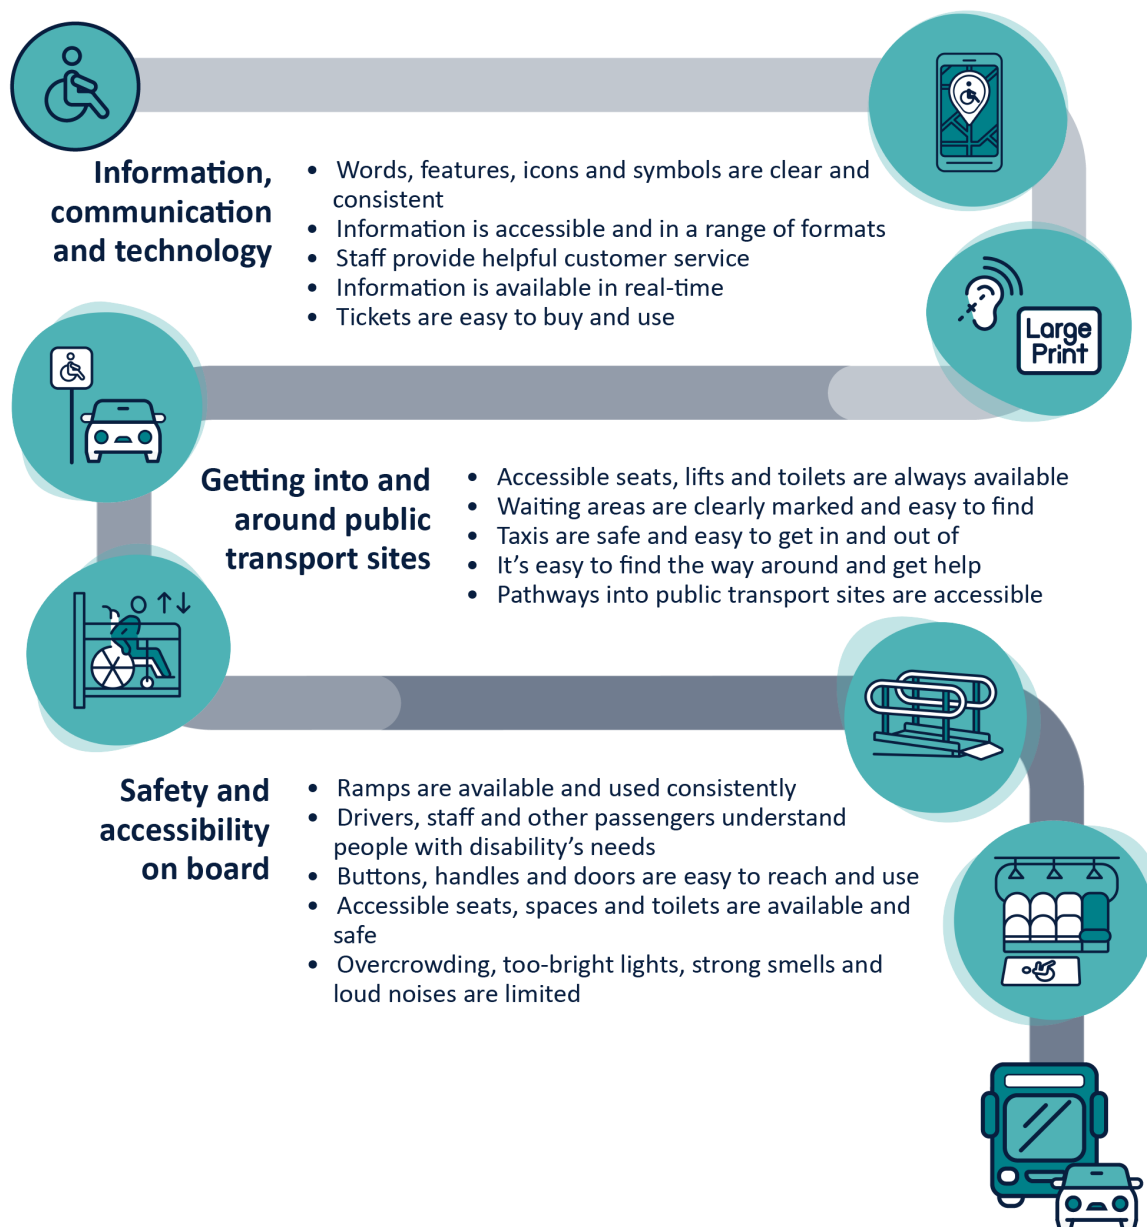 Information,
communication
and technology
• Words, features, icons and symbols are clear and
consistent
• Information is accessible and in a range of formats
• Staff provide helpful customer service
• Information is available in real-time
• Tickets are easy to buy and use
Large
Print
Getting into and
around public
transport sites
• Accessible seats, lifts and toilets are always available
• Waiting areas are clearly marked and easy to find
• Taxis are safe and easy to get in and out of
• It’s easy to find the way around and get help
• Pathways into public transport sites are accessible
Safety and
accessibility
on board
• Ramps are available and used consistently
• Drivers, staff and other passengers understand
people with disability’s needs
• Buttons, handles and doors are easy to reach and use
• Accessible seats, spaces and toilets are available and
safe
• Overcrowding, too-bright lights, strong smells and
loud noises are limited